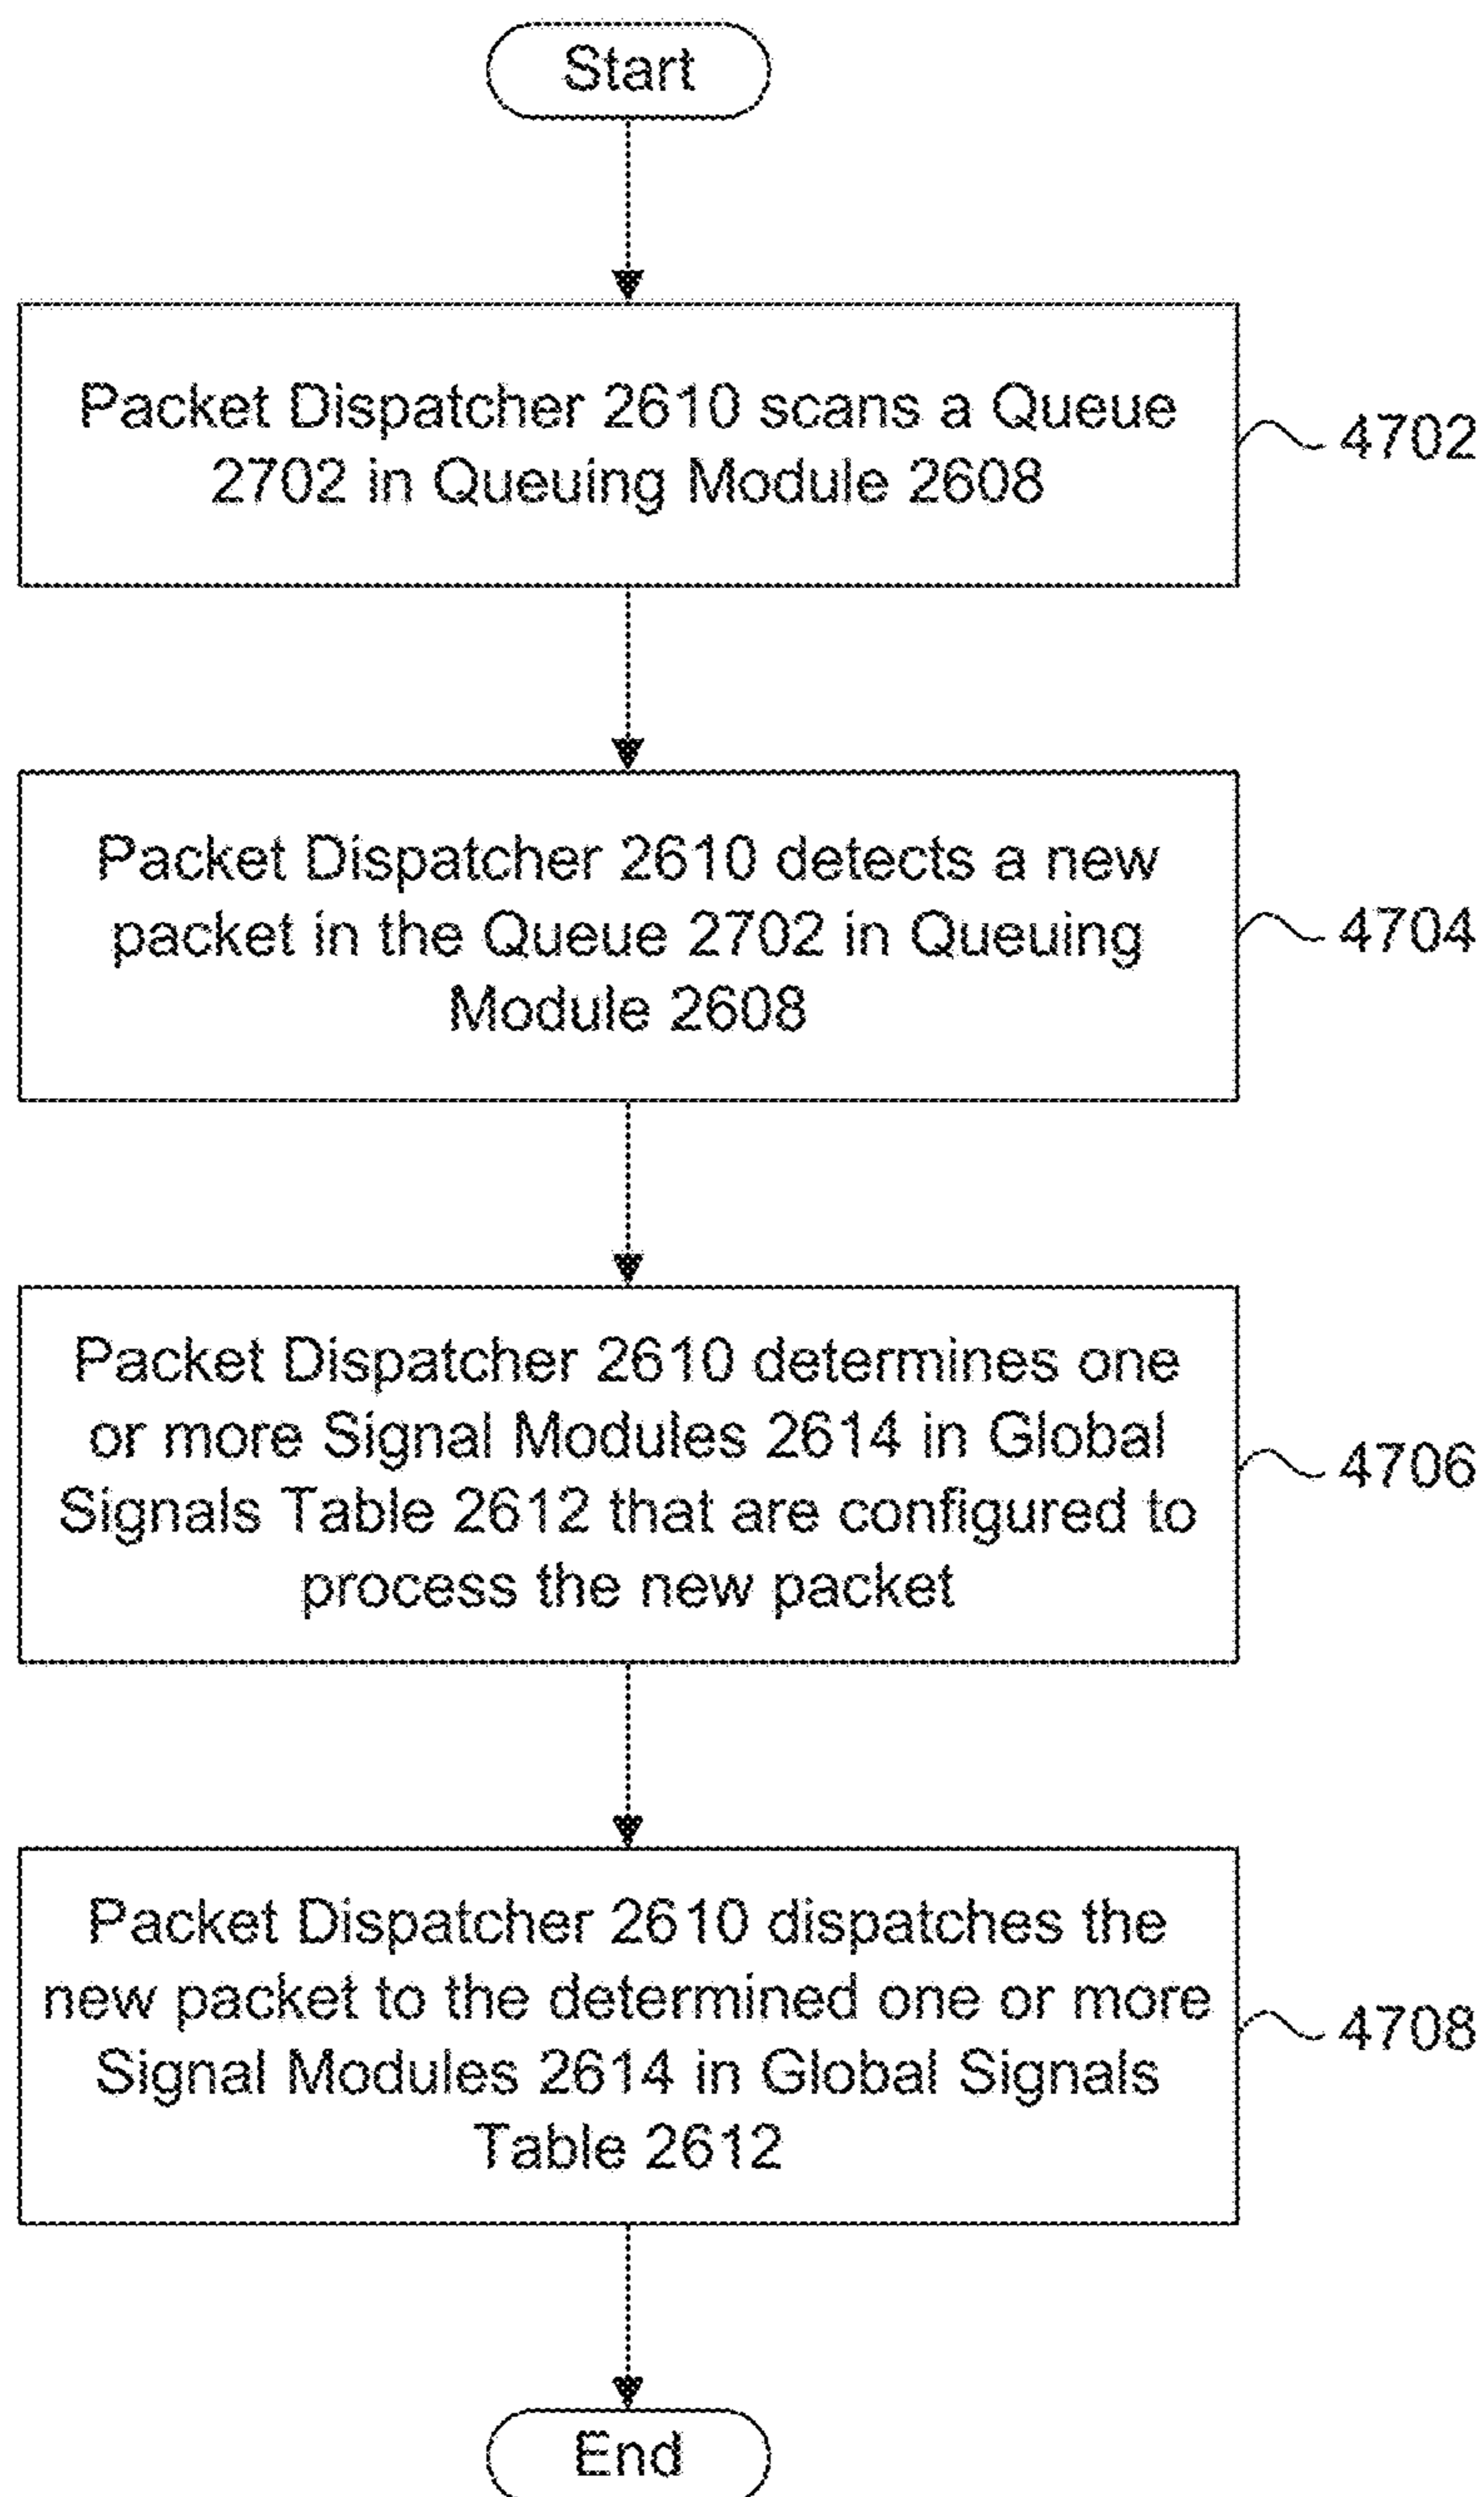 Start
Packet Dispatcher 2610 scans a Queue
2702 in Queuing Module 2608
4702
Packet Dispatcher 2610 detects a new
packet in the Queue 2702 in Queuing
Module 2608
4704
Packet Dispatcher 2610 determines one
or more Signal Modules 2614 in Global
Signals Table 2612 that are configured to
process the new packet
4706
Packet Dispatcher 2610 dispatches the
new packet to the determined one or more
Signal Modules 2614 in Global Signals
Table 2612
4708
End